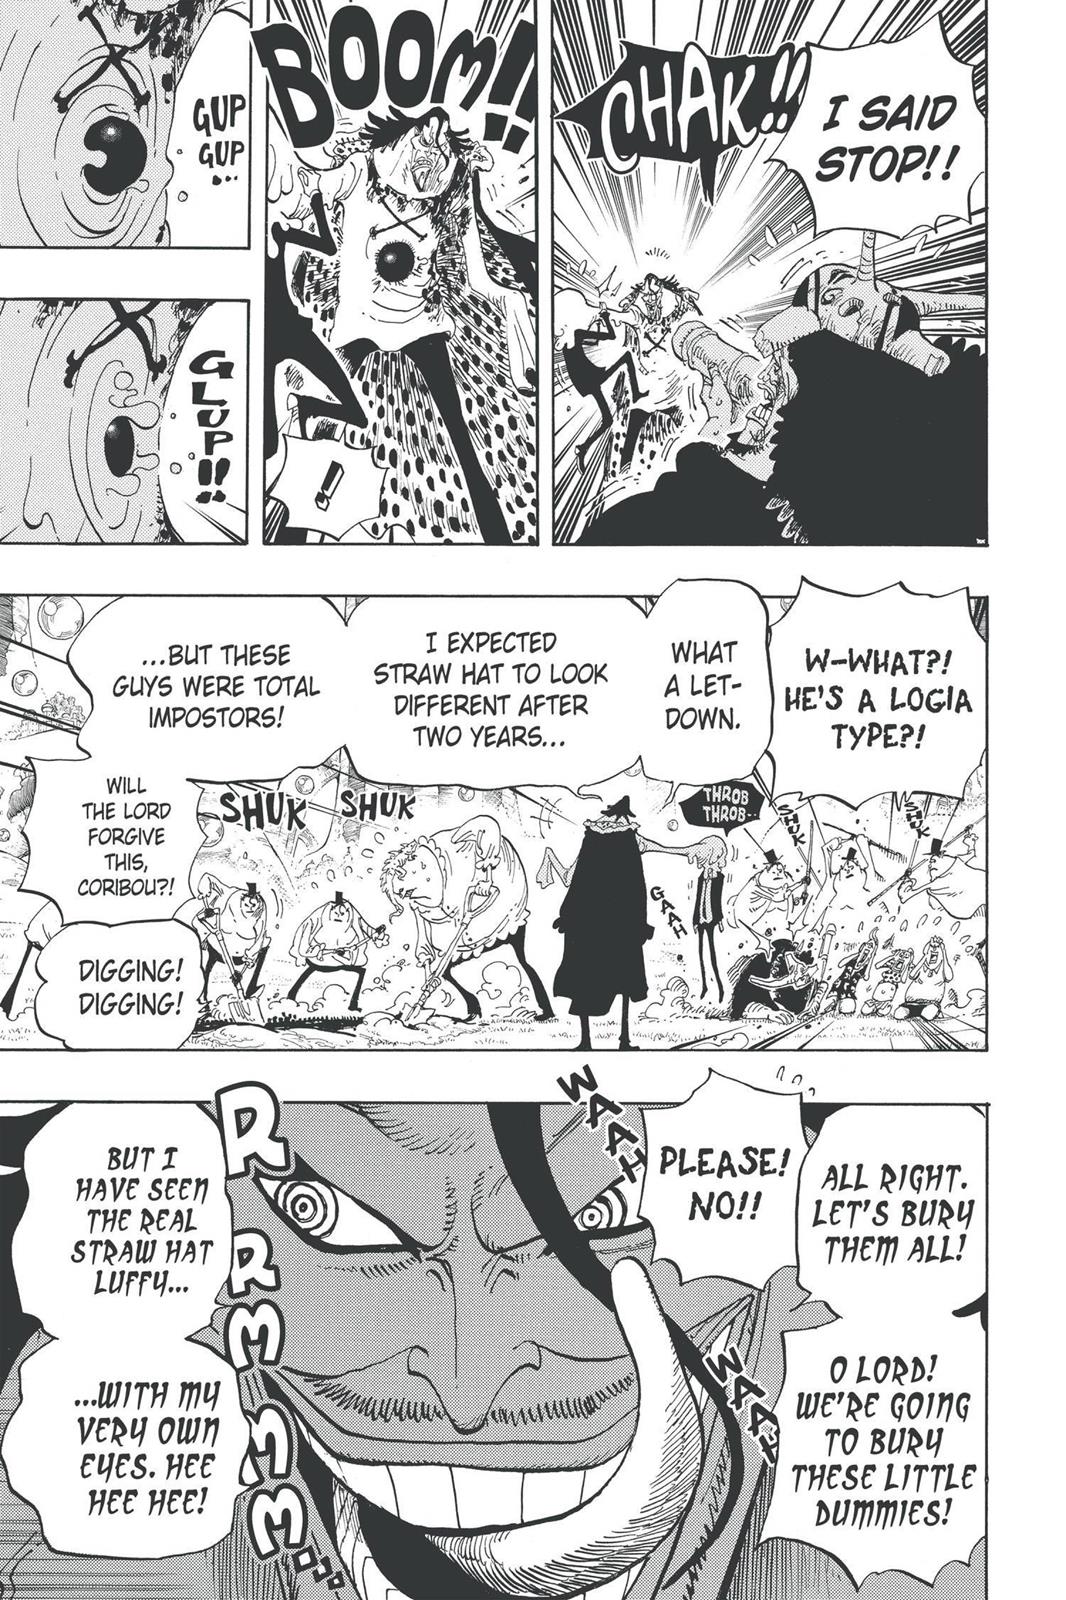 I SAID
STOP!!
CHAK!!
BOOM!!
!!
GUP
GUP...
GLUP!!
W-WHAT?!
HE'S A LOGIA
TYPE?!
WHAT
A LET-
DOWN.
I EXPECTED
STRAW HAT TO LOOK
DIFFERENT AFTER
TWO YEARS...
...BUT THESE
GUYS WERE TOTAL
IMPOSTORS!
SHUK
SHUK
THROB
THROB...
GAAH
SHUK
SHUK
WILL
THE LORD
FORGIVE
THIS,
CORIBOU?!
DIGGING!
DIGGING!
ALL RIGHT.
LET'S BURY
THEM ALL!
PLEASE!
NO!!
WAAH
O LORD!
WE'RE GOING
TO BURY
THESE LITTLE
DUMMIES!
WAAH
BUT I
HAVE SEEN
THE REAL
STRAW HAT
LUFFY...
...WITH MY
VERY OWN
EYES. HEE
HEE HEE!